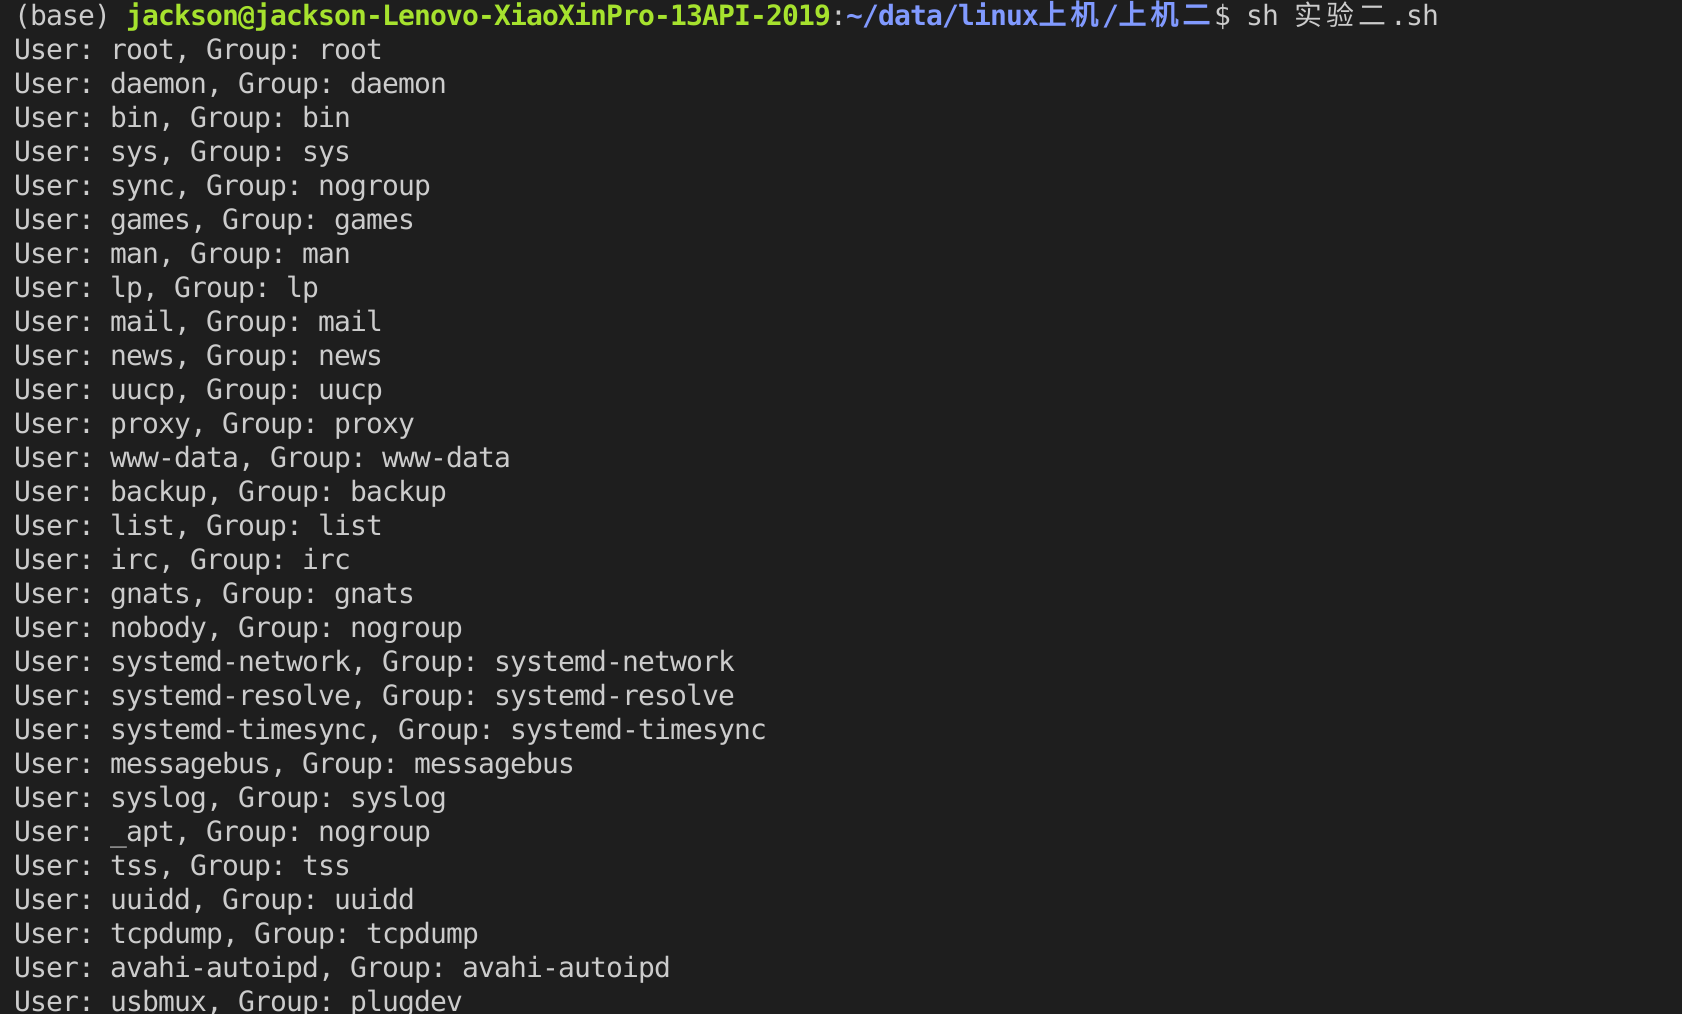 (base) jackson@jackson-Lenovo-XiaoXinPro-13API-2019:~/data/linux上机/上机二$ sh 实验二.sh
User: root, Group: root
User: daemon, Group: daemon
User: bin, Group: bin
User: sys, Group: sys
User: sync, Group: nogroup
User: games, Group: games
User: man, Group: man
User: lp, Group: lp
User: mail, Group: mail
User: news, Group: news
User: uucp, Group: uucp
User: proxy, Group: proxy
User: www-data, Group: www-data
User: backup, Group: backup
User: list, Group: list
User: irc, Group: irc
User: gnats, Group: gnats
User: nobody, Group: nogroup
User: systemd-network, Group: systemd-network
User: systemd-resolve, Group: systemd-resolve
User: systemd-timesync, Group: systemd-timesync
User: messagebus, Group: messagebus
User: syslog, Group: syslog
User: _apt, Group: nogroup
User: tss, Group: tss
User: uuidd, Group: uuidd
User: tcpdump, Group: tcpdump
User: avahi-autoipd, Group: avahi-autoipd
User: usbmux, Group: plugdev